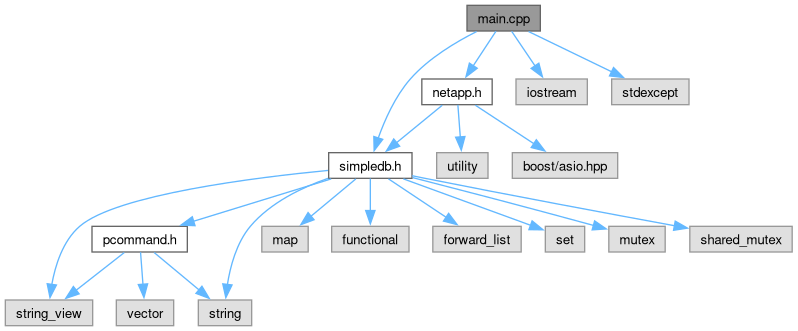 main.cpp
netapp.h
iostream
stdexcept
simpledb.h
utility
boost/asio.hpp
pcommand.h
map
functional
forward_list
set
mutex
shared_mutex
string_view
vector
string